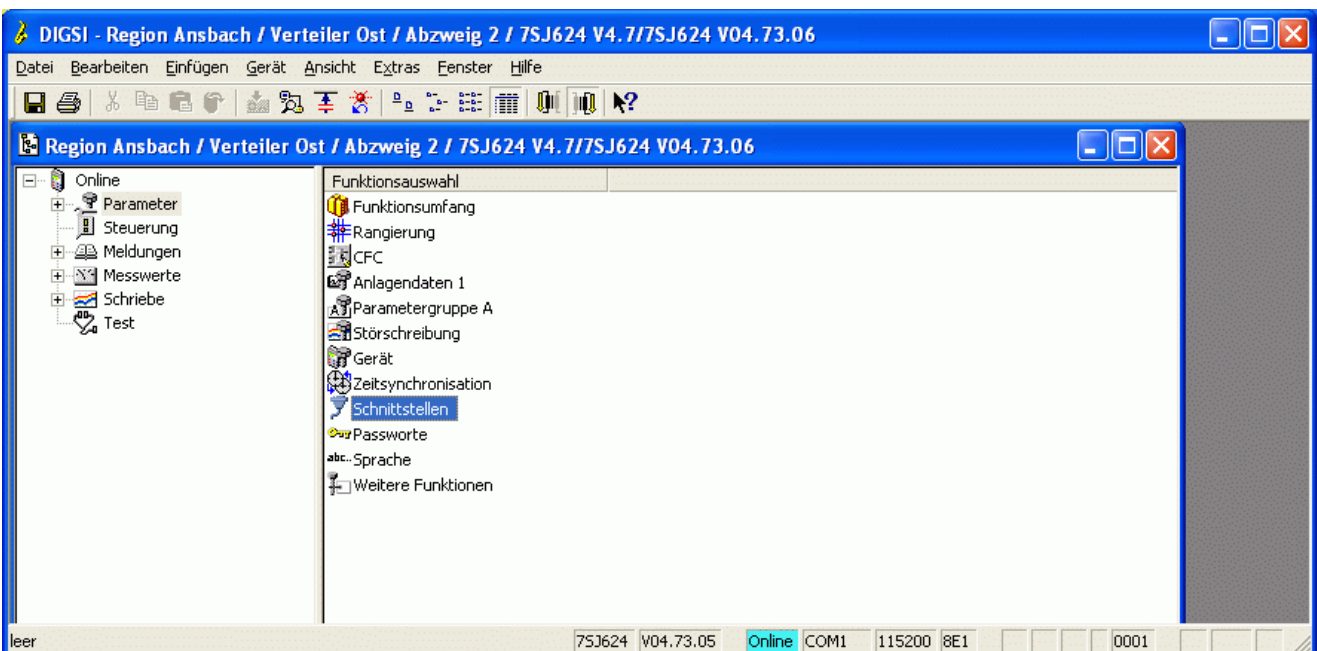 DIGSI - Region Ansbach / Verteiler Ost / Abzweig 2 / 7SJ624 V4.7/7SJ624 V04.73.06
Datei Bearbeiten Einfügen Gerät Ansicht Extras Fenster Hilfe
Region Ansbach / Verteiler Ost / Abzweig 2 / 7SJ624 V4.7/7SJ624 V04.73.06
Online
Parameter
Steuerung
Meldungen
Messwerte
Schriebe
Test
Funktionsauswahl
Funktionsumfang
Rangierung
CFC
Anlagendaten 1
Parametergruppe A
Störschreibung
Gerät
Zeitsynchronisation
Schnittstellen
Passworte
abc.. Sprache
Weitere Funktionen
leer 7SJ624 V04.73.05 Online COM1 115200 8E1 0001